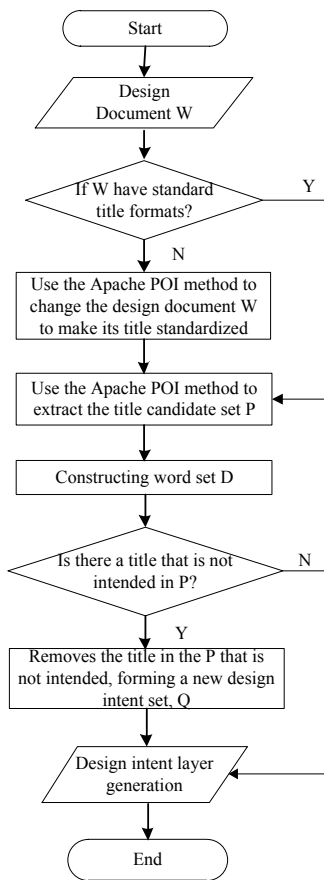 Start
Design
Document W
If W have standard
title formats?
Y
N
Use the Apache POI method to
change the design document W
to make its title standardized
Use the Apache POI method to
extract the title candidate set P
Constructing word set D
Is there a title that is not
intended in P?
N
Y
Removes the title in the P that is
not intended, forming a new design
intent set, Q
Design intent layer
generation
End